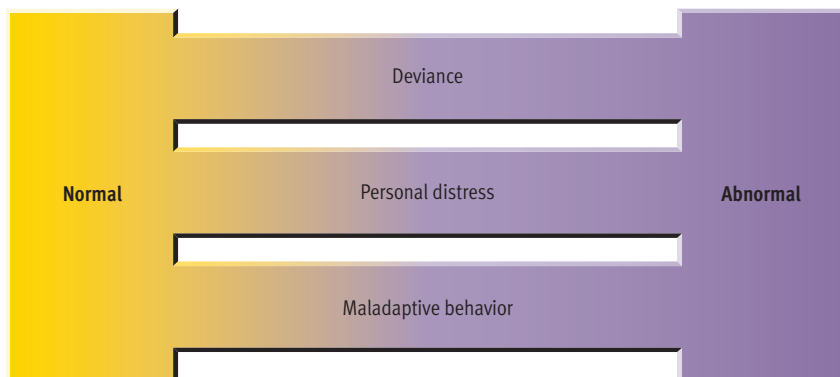 Deviance
Normal
Personal distress
Abnormal
Maladaptive behavior